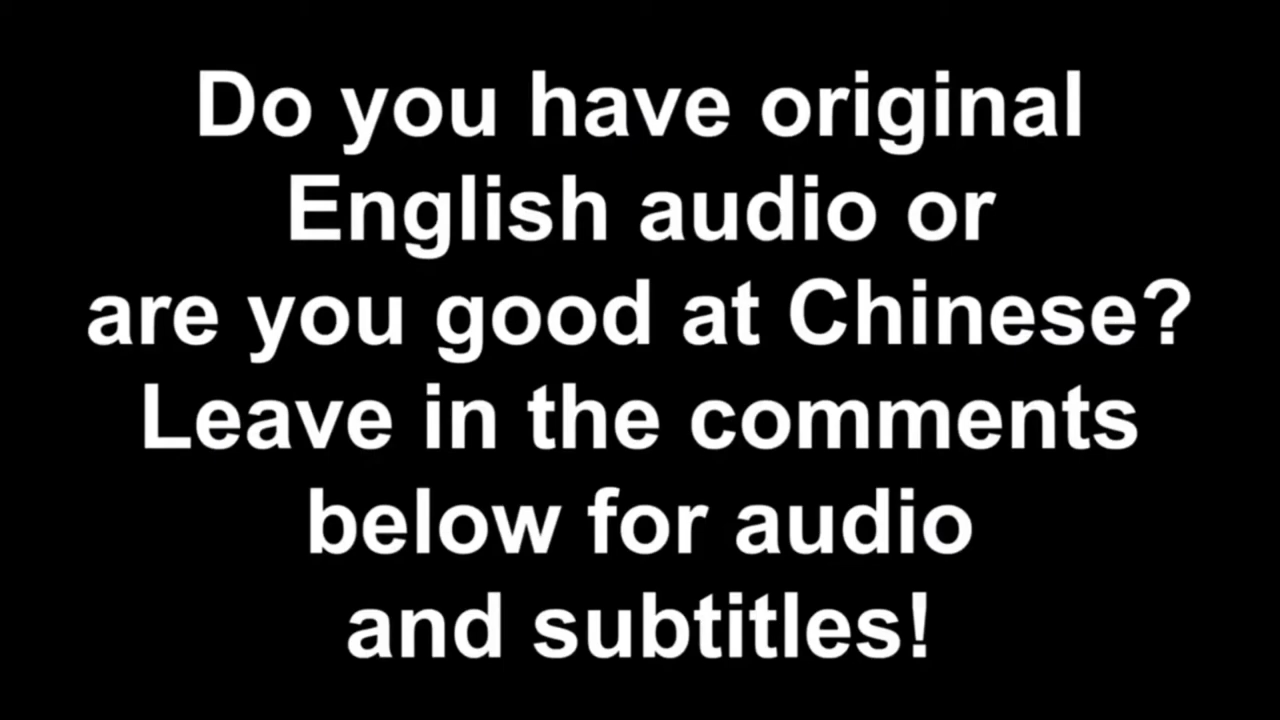 Do you have original
English audio or
are you good at Chinese?
Leave in the comments
below for audio
and subtitles!